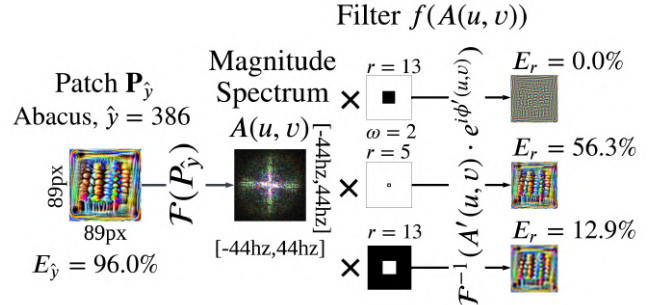 Filter f(A(u, v))
Patch P_ŷ
Abacus, ŷ = 386
89px
89px
E_ŷ = 96.0%
F(P_ŷ)
Magnitude
Spectrum
A(u, v)
[-44hz,44hz]
[-44hz,44hz]
× r = 13
× ω = 2
r = 5
× r = 13
F⁻¹(A′(u, v) · e^{iϕ′(u,v)})
E_r = 0.0%
E_r = 56.3%
E_r = 12.9%